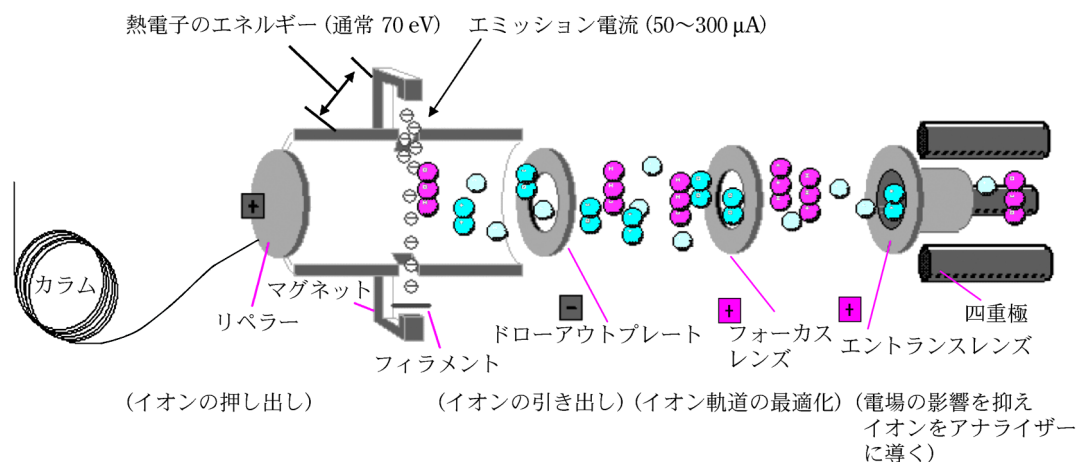 熱電子のエネルギー (通常 70 eV)
エミッション電流 (50～300 μA)
+
カラム
リペラー
マグネット
フィラメント
−
ドローアウトプレート
+
フォーカス
レンズ
+
エントランスレンズ
四重極
(イオンの押し出し)
(イオンの引き出し)
(イオン軌道の最適化)
(電場の影響を抑え
イオンをアナライザー
に導く)